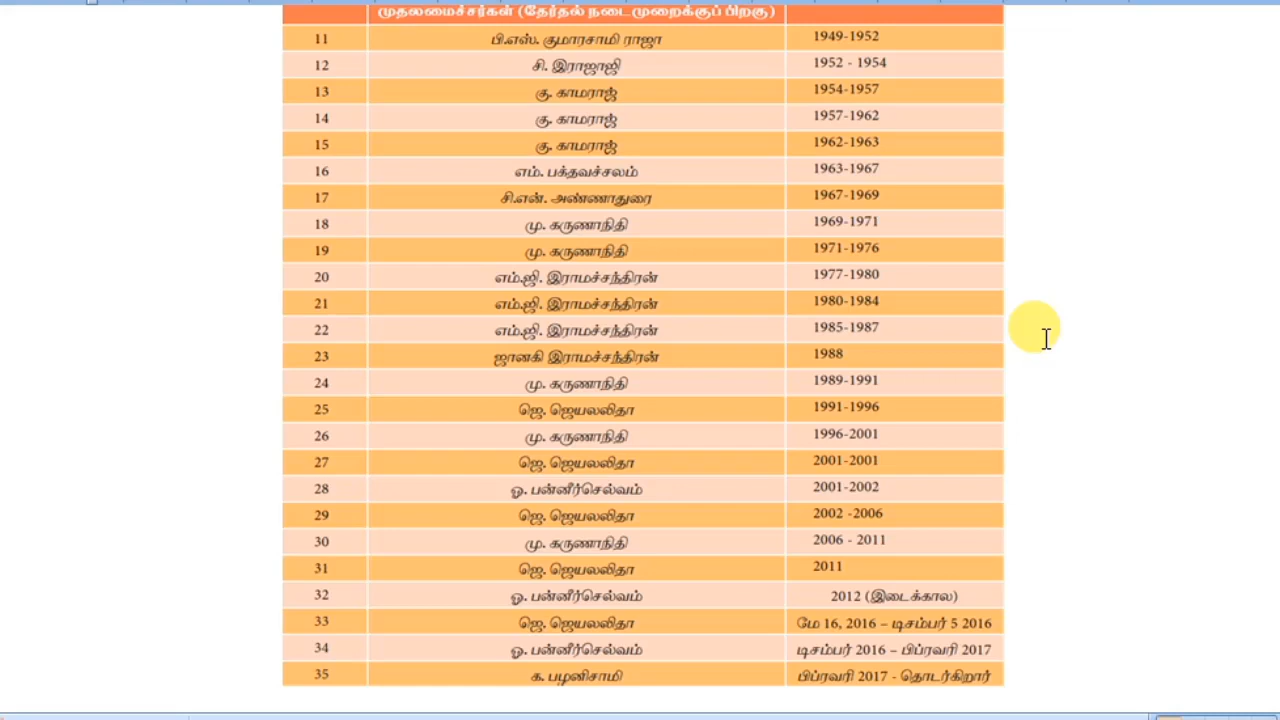 முதலமைச்சர்கள் (தேர்தல் நடைமுறைக்குப் பிறகு)
11 பி.எஸ். குமாரசாமி ராஜா 1949-1952
12 சி. இராஜாஜி 1952 - 1954
13 கு. காமராஜ் 1954-1957
14 கு. காமராஜ் 1957-1962
15 கு. காமராஜ் 1962-1963
16 எம். பக்தவச்சலம் 1963-1967
17 சி.என். அண்ணாதுரை 1967-1969
18 மு. கருணாநிதி 1969-1971
19 மு. கருணாநிதி 1971-1976
20 எம்.ஜி. இராமச்சந்திரன் 1977-1980
21 எம்.ஜி. இராமச்சந்திரன் 1980-1984
22 எம்.ஜி. இராமச்சந்திரன் 1985-1987
23 ஜானகி இராமச்சந்திரன் 1988
24 மு. கருணாநிதி 1989-1991
25 ஜெ. ஜெயலலிதா 1991-1996
26 மு. கருணாநிதி 1996-2001
27 ஜெ. ஜெயலலிதா 2001-2001
28 ஓ. பன்னீர்செல்வம் 2001-2002
29 ஜெ. ஜெயலலிதா 2002 -2006
30 மு. கருணாநிதி 2006 - 2011
31 ஜெ. ஜெயலலிதா 2011
32 ஓ. பன்னீர்செல்வம் 2012 (இடைக்கால)
33 ஜெ. ஜெயலலிதா மே 16, 2016 – டிசம்பர் 5 2016
34 ஓ. பன்னீர்செல்வம் டிசம்பர் 2016 – பிப்ரவரி 2017
35 க. பழனிசாமி பிப்ரவரி 2017 - தொடர்கிறார்